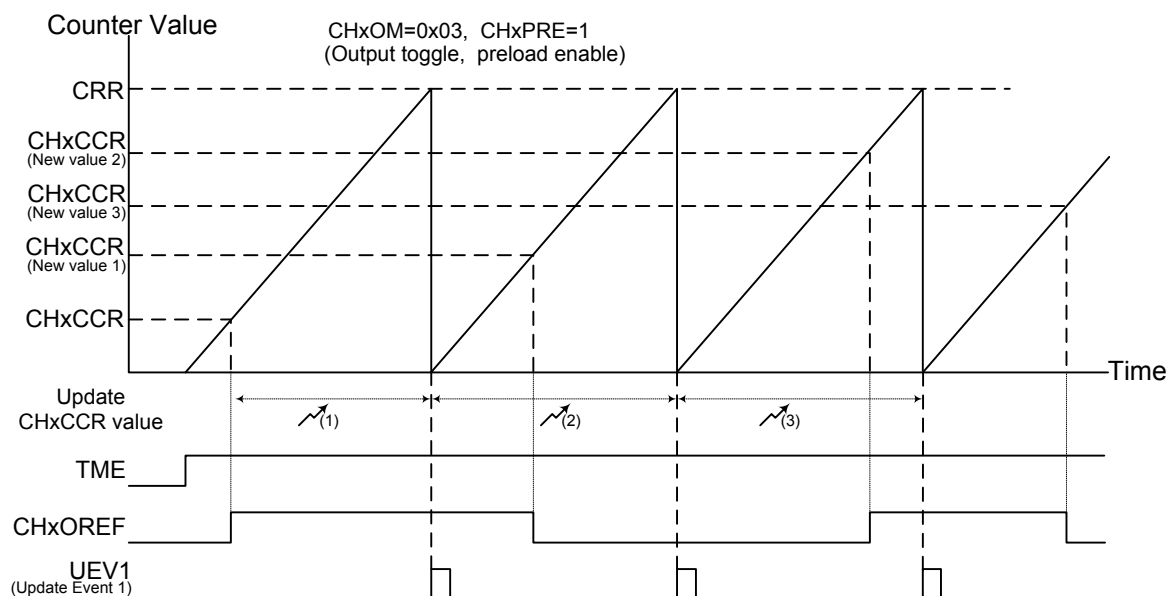 Counter Value
CHxOM=0x03, CHxPRE=1
(Output toggle, preload enable)
CRR
CHxCCR
(New value 2)
CHxCCR
(New value 3)
CHxCCR
(New value 1)
CHxCCR
Time
Update
CHxCCR value
(1)
(2)
(3)
TME
CHxOREF
UEV1
(Update Event 1)